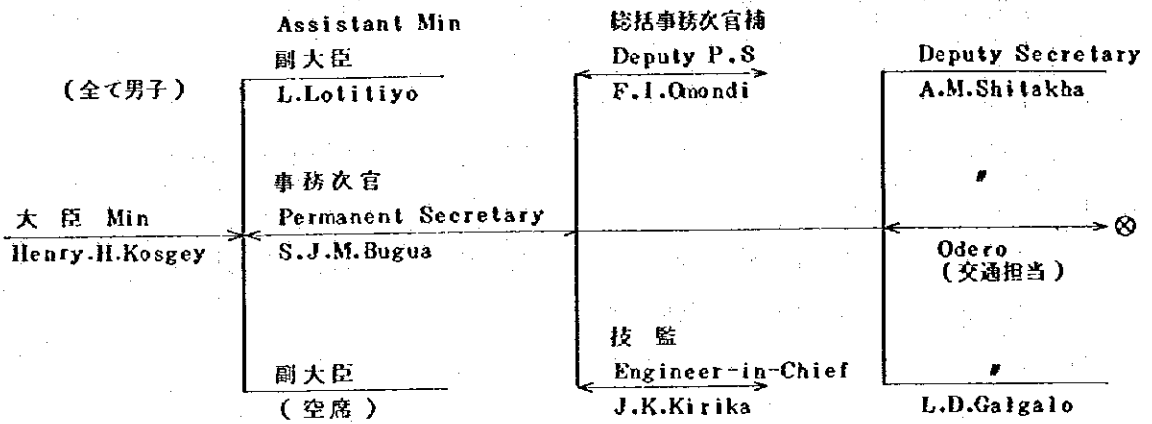 (全て男子)
大 臣 Min
Henry.H.Kosgey
Assistant Min
副大臣
L.Lotitiyo
事務次官
Permanent Secretary
S.J.M.Bugua
副大臣
(空席)
総括事務次官補
Deputy P.S
F.I.Omondi
技 監
Engineer-in-Chief
J.K.Kirika
Deputy Secretary
A.M.Shitakha
〃
Odero
(交通担当)
〃
L.D.Galgalo